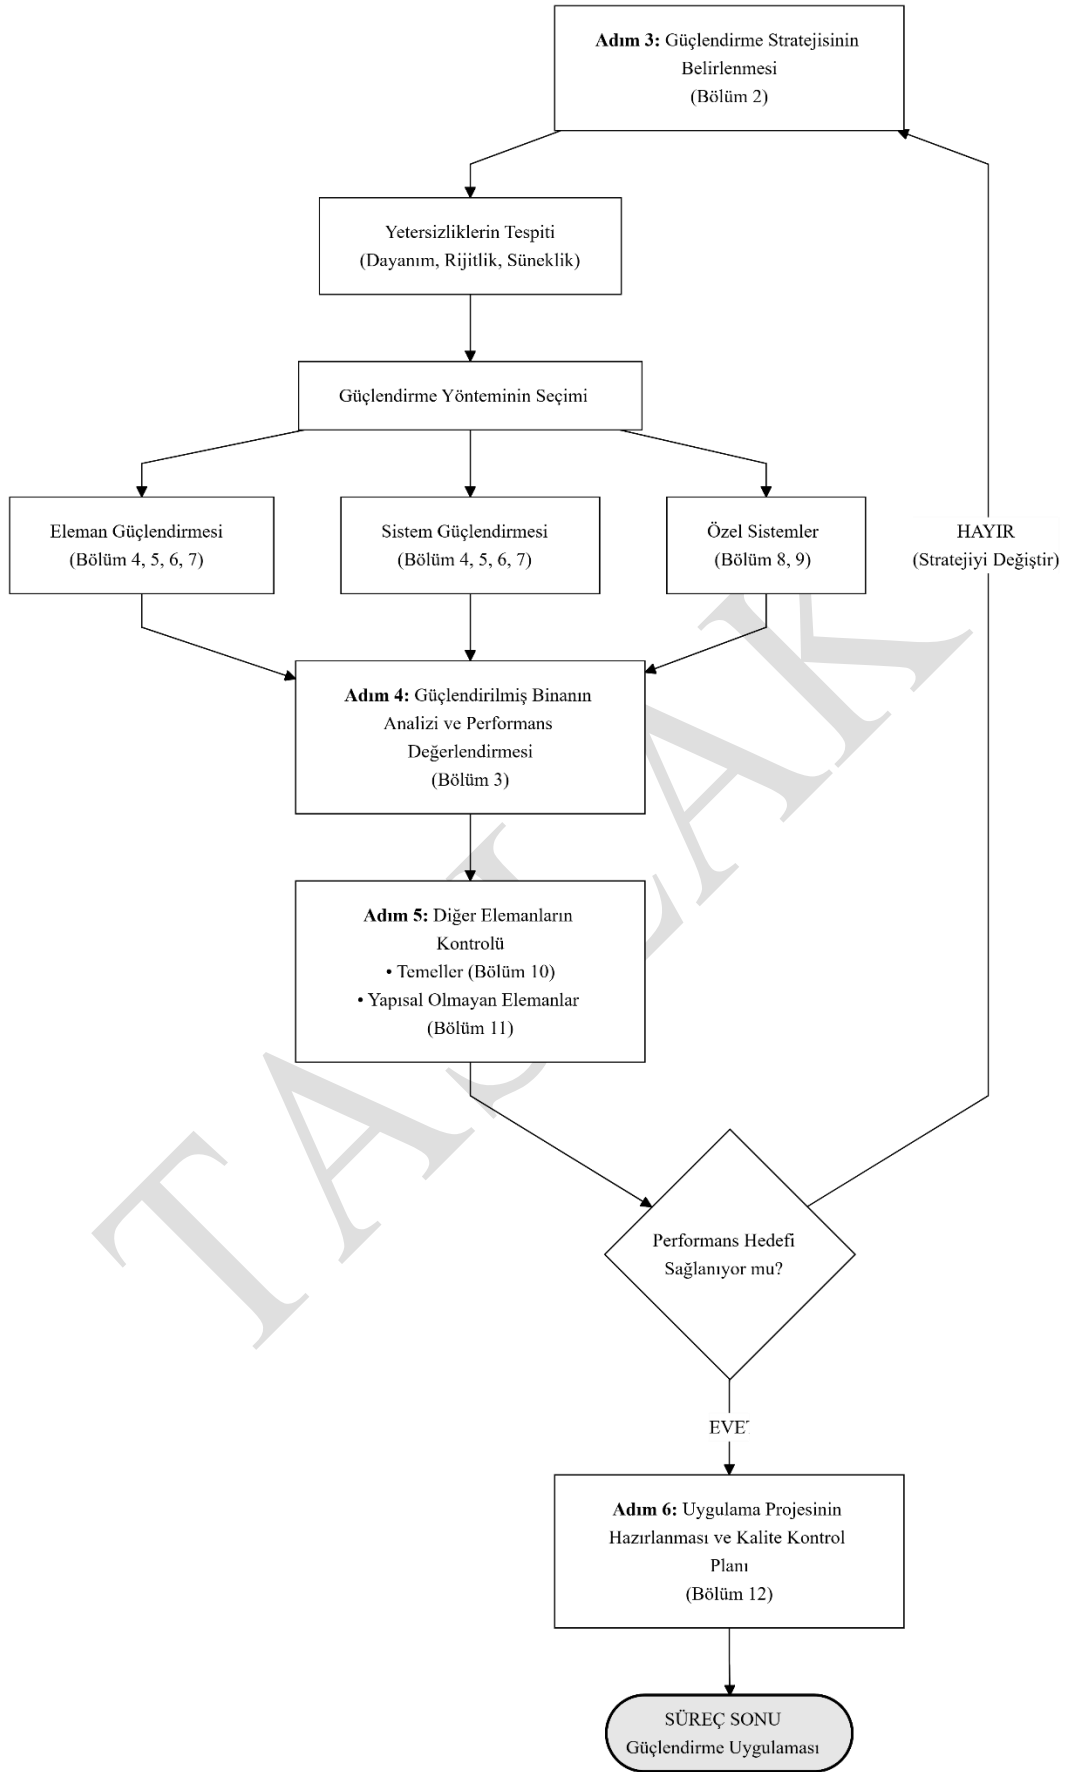 Adım 3: Güçlendirme Stratejisinin
Belirlenmesi
(Bölüm 2)
Yetersizliklerin Tespiti
(Dayanım, Rijitlik, Süneklik)
Güçlendirme Yönteminin Seçimi
Eleman Güçlendirmesi
(Bölüm 4, 5, 6, 7)
Sistem Güçlendirmesi
(Bölüm 4, 5, 6, 7)
Özel Sistemler
(Bölüm 8, 9)
HAYIR
(Stratejiyi Değiştir)
Adım 4: Güçlendirilmiş Binanın
Analizi ve Performans
Değerlendirmesi
(Bölüm 3)
Adım 5: Diğer Elemanların
Kontrolü
• Temeller (Bölüm 10)
• Yapısal Olmayan Elemanlar
(Bölüm 11)
Performans Hedefi
Sağlanıyor mu?
EVET
Adım 6: Uygulama Projesinin
Hazırlanması ve Kalite Kontrol
Planı
(Bölüm 12)
SÜREÇ SONU
Güçlendirme Uygulaması
TASLAK